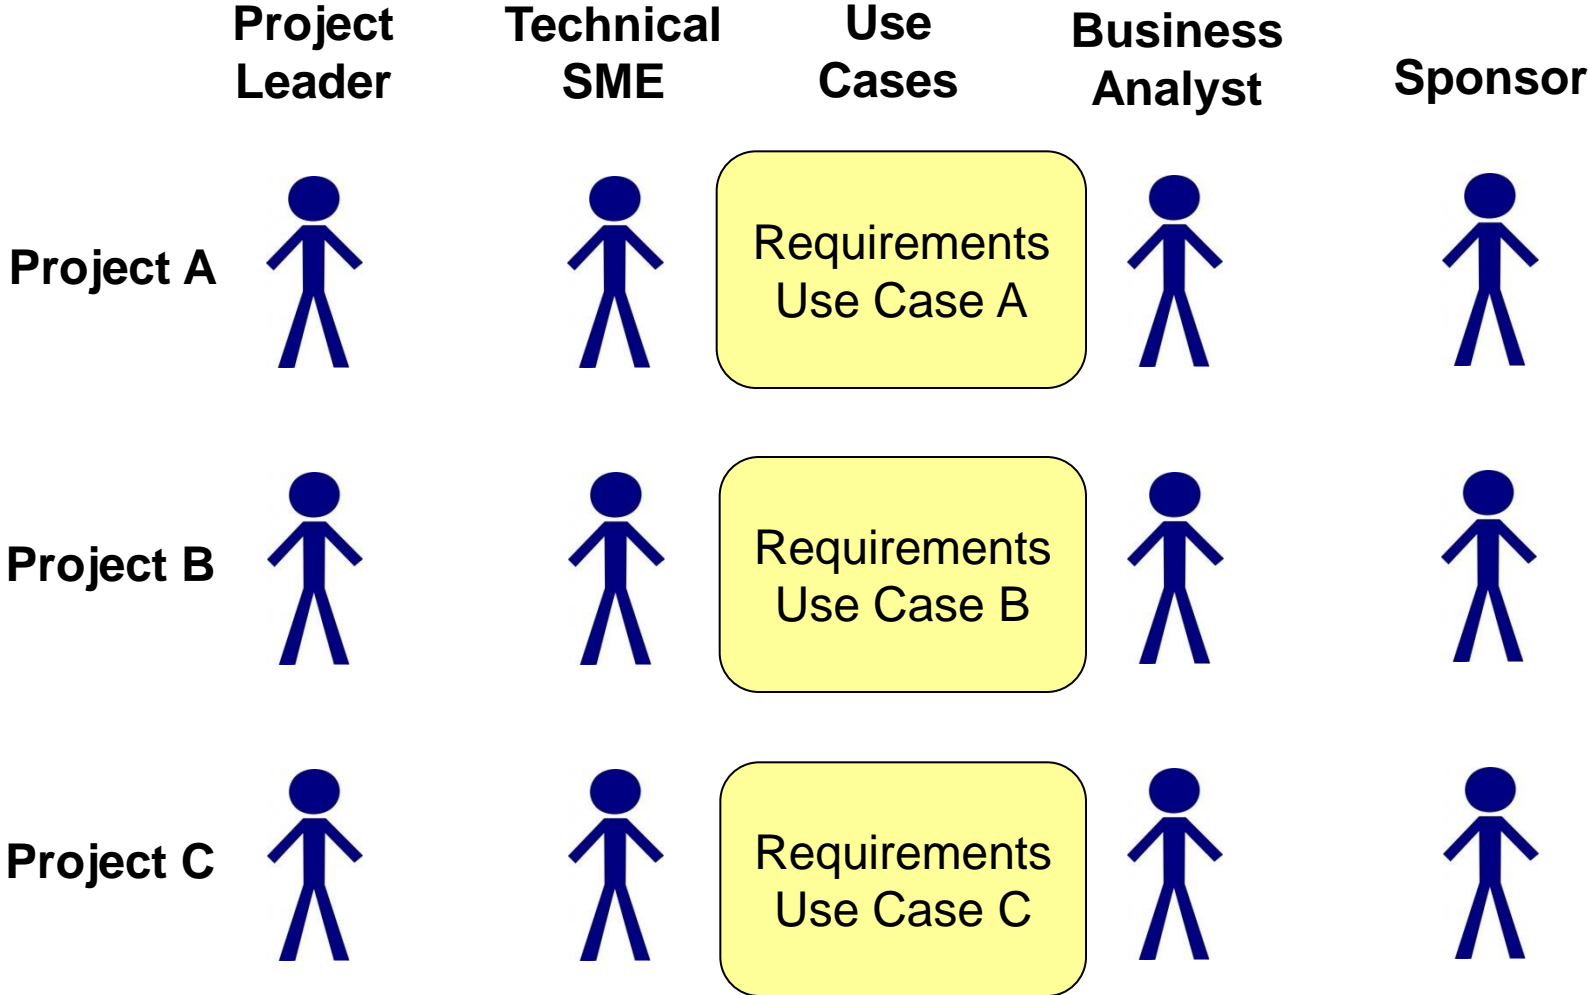 Project
Leader
Technical
SME
Use
Cases
Business
Analyst
Sponsor
Project A
Requirements
Use Case A
Project B
Requirements
Use Case B
Project C
Requirements
Use Case C